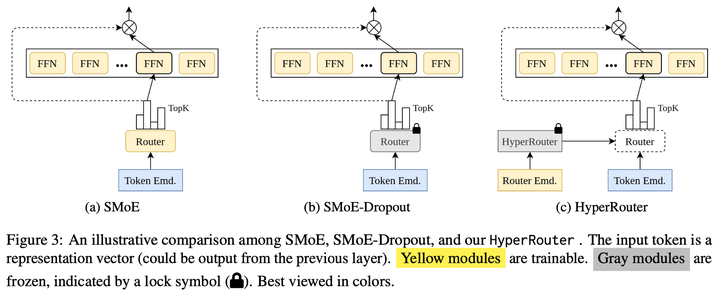 FFN FFN ••• FFN FFN
TopK
Router
Token Emd.
(a) SMoE
FFN FFN ••• FFN FFN
TopK
Router
Token Emd.
(b) SMoE-Dropout
FFN FFN ••• FFN FFN
TopK
HyperRouter
Router
Router Emd.
Token Emd.
(c) HyperRouter
Figure 3: An illustrative comparison among SMoE, SMoE-Dropout, and our HyperRouter . The input token is a
representation vector (could be output from the previous layer). Yellow modules are trainable. Gray modules are
frozen, indicated by a lock symbol (🔒). Best viewed in colors.